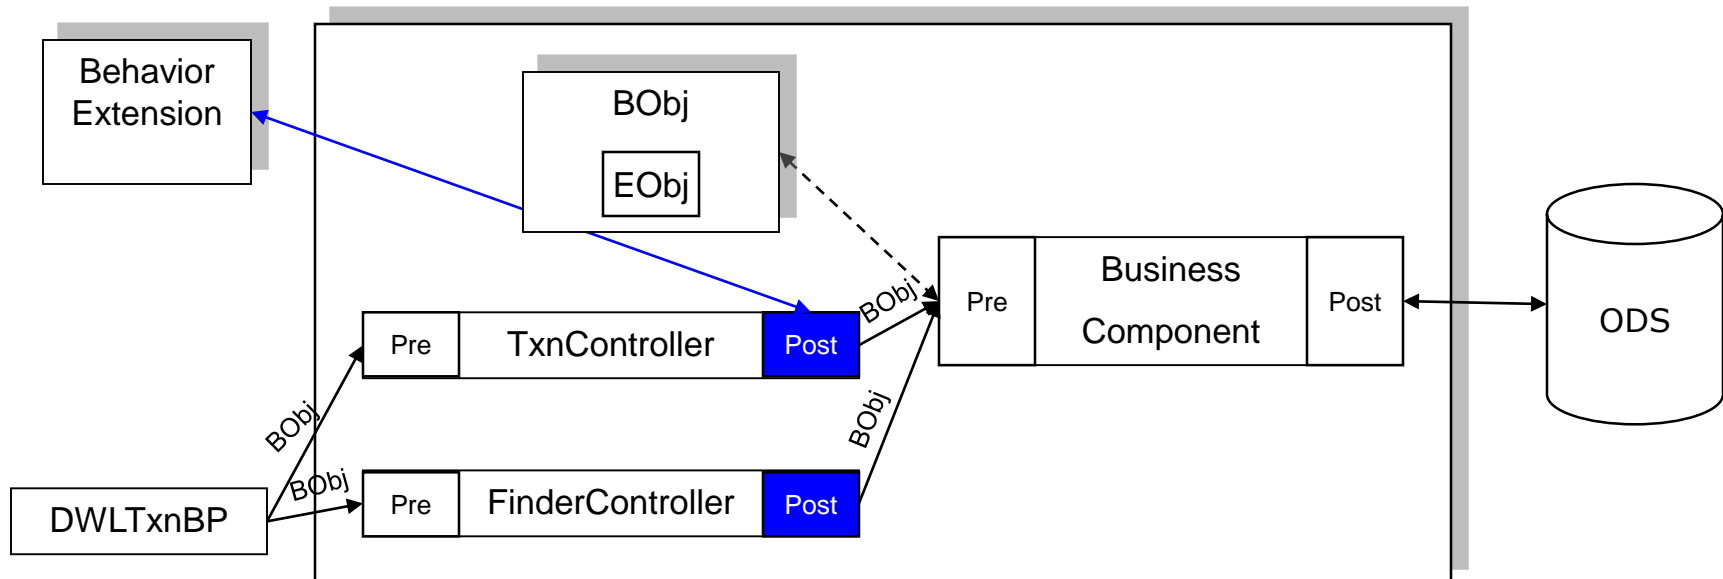 Behavior
Extension
BObj
EObj
Pre
Business
Component
Post
ODS
BObj
Pre
TxnController
Post
BObj
BObj
BObj
Pre
FinderController
Post
DWLTxnBP